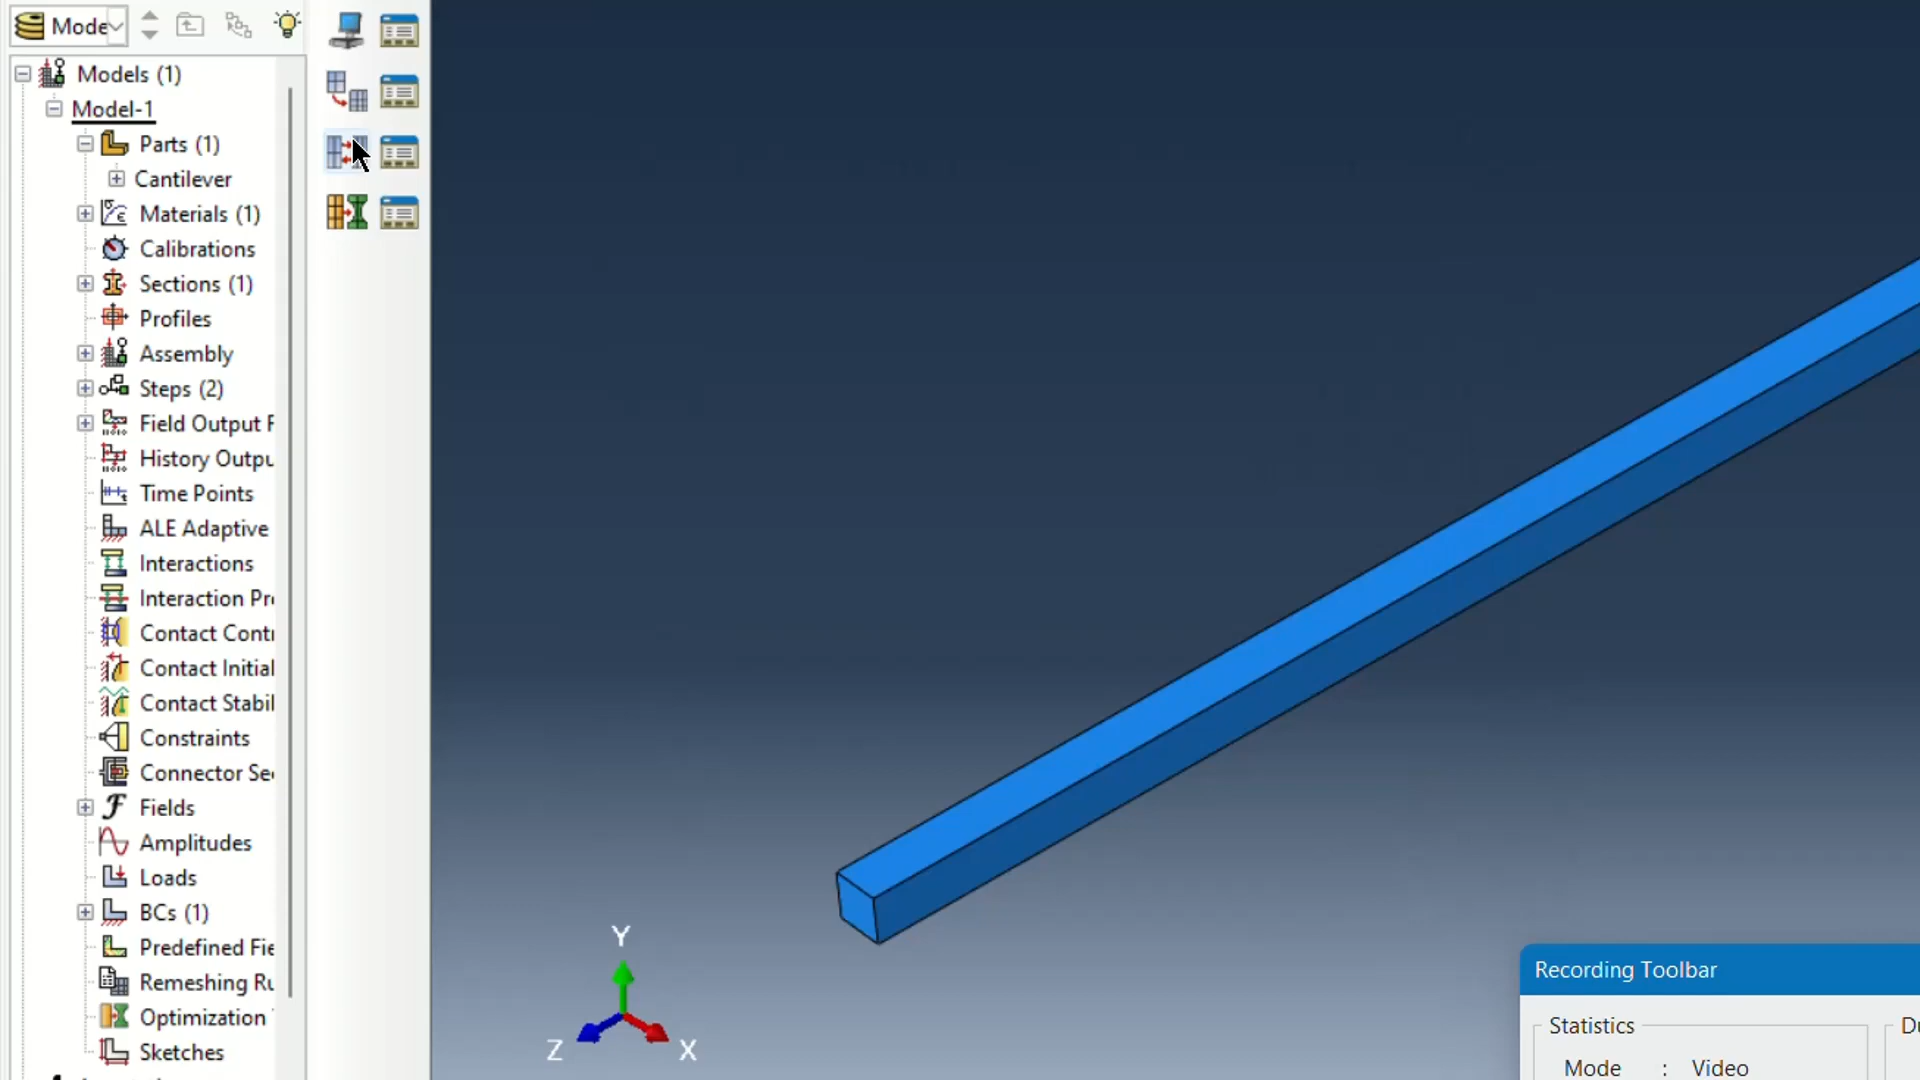 Mode
Models (1)
Model-1
Parts (1)
Cantilever
Materials (1)
Calibrations
Sections (1)
Profiles
Assembly
Steps (2)
Field Output F
History Outpu
Time Points
ALE Adaptive
Interactions
Interaction Pr
Contact Conti
Contact Initial
Contact Stabil
Constraints
Connector Se
Fields
Amplitudes
Loads
BCs (1)
Predefined Fie
Remeshing Ru
Optimization
Sketches
Y
Z X
Recording Toolbar
Statistics
Mode : Video